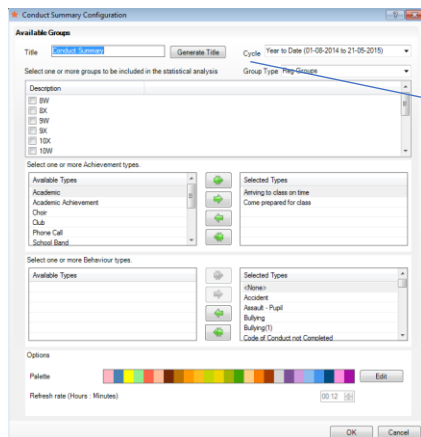 Conduct Summary Configuration
Available Groups
Title Conduct Summary Generate Title Cycle Year to Date (01-08-2014 to 21-05-2015)
Select one or more groups to be included in the statistical analysis Group Type Reg Groups
Description
8W
8X
9W
9X
10X
10W
Select one or more Achievement types.
Available Types Selected Types
Academic Arriving to class on time
Academic Achievement Come prepared for class
Choir
Club
Phone Call
School Band
Select one or more Behaviour types.
Available Types Selected Types
<None>
Accident
Assault - Pupil
Bullying
Bullying(1)
Code of Conduct not Completed
Options
Palette Edit
Refresh rate (Hours : Minutes) 00:12
OK Cancel